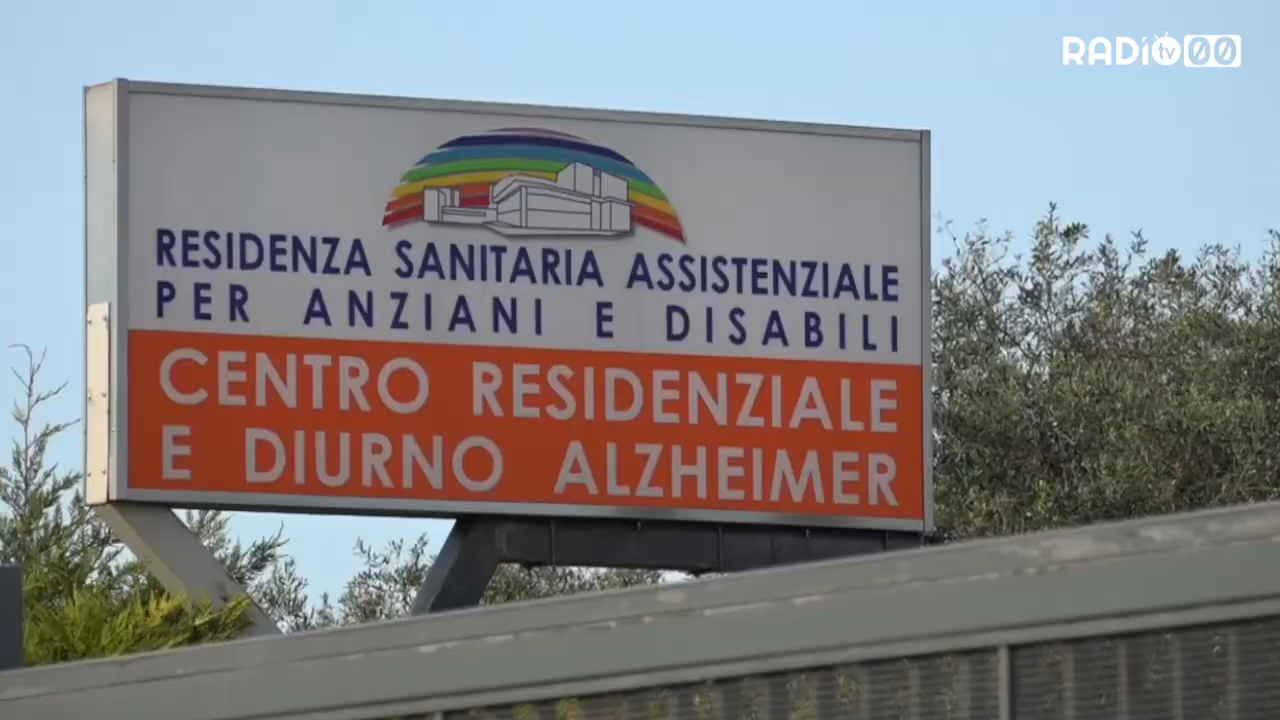 RADiO tv 00
RESIDENZA SANITARIA ASSISTENZIALE
PER ANZIANI E DISABILI
CENTRO RESIDENZIALE
E DIURNO ALZHEIMER